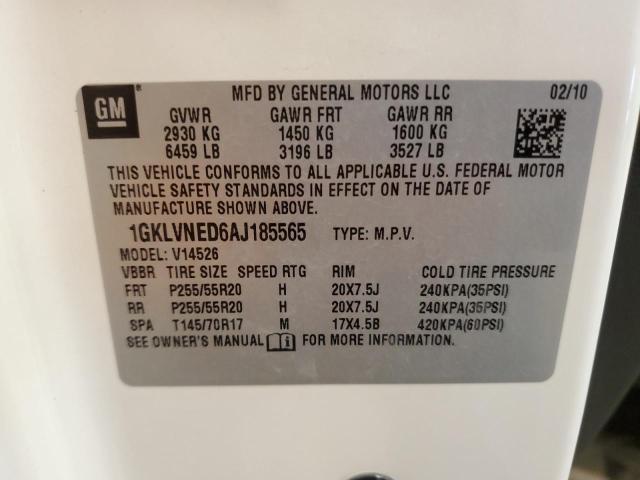 GM
MFD BY GENERAL MOTORS LLC 02/10
GVWR GAWR FRT GAWR RR
2930 KG 1450 KG 1600 KG
6459 LB 3196 LB 3527 LB
THIS VEHICLE CONFORMS TO ALL APPLICABLE U.S. FEDERAL MOTOR
VEHICLE SAFETY STANDARDS IN EFFECT ON THE DATE OF
MANUFACTURE SHOWN ABOVE.
1GKLVNED6AJ185565 TYPE: M.P.V.
MODEL: V14526
VBBR TIRE SIZE SPEED RTG RIM COLD TIRE PRESSURE
FRT P255/55R20 H 20X7.5J 240KPA(35PSI)
RR P255/55R20 H 20X7.5J 240KPA(35PSI)
SPA T145/70R17 M 17X4.5B 420KPA(60PSI)
SEE OWNER'S MANUAL FOR MORE INFORMATION.